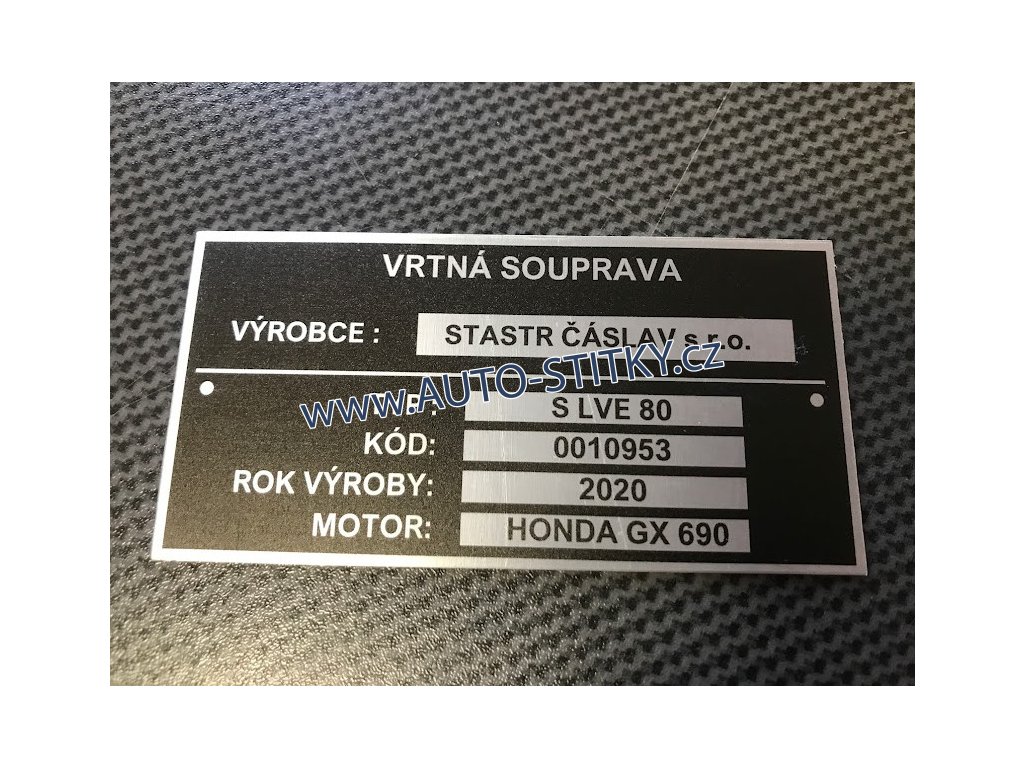 VRTNÁ SOUPRAVA
VÝROBCE : STASTR ČÁSLAV s.r.o.
www.AUTO-STITKY.cz
S LVE 80
KÓD: 0010953
ROK VÝROBY: 2020
MOTOR: HONDA GX 690